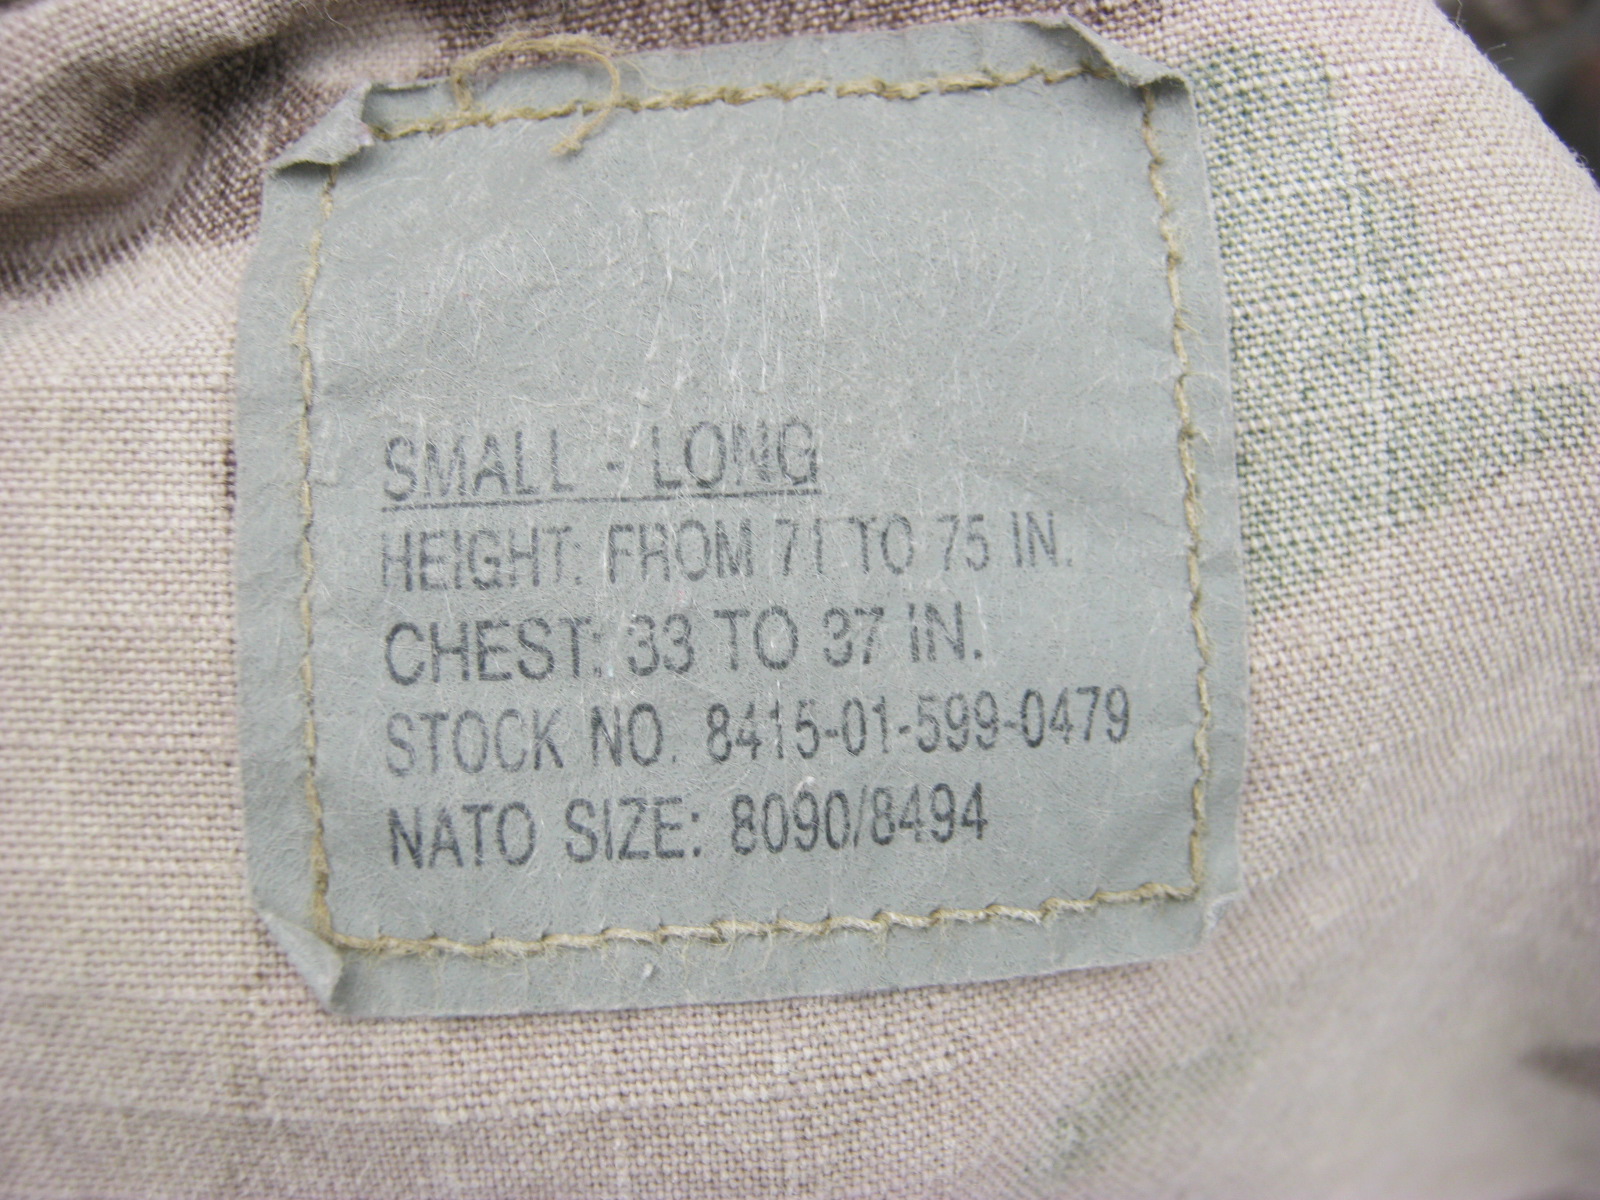 SMALL - LONG
HEIGHT: FROM 71 TO 75 IN.
CHEST: 33 TO 37 IN.
STOCK NO. 8415-01-599-0479
NATO SIZE: 8090/8494